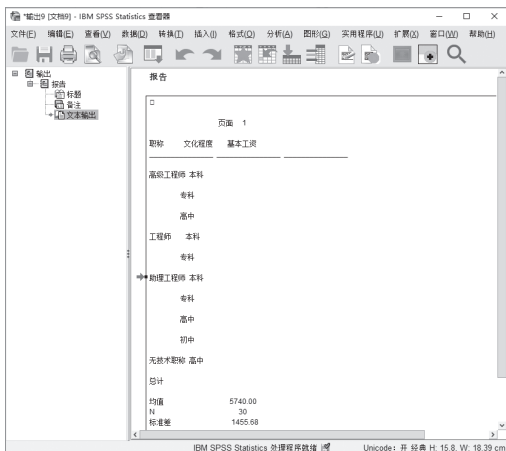 *输出9 [文档9] - IBM SPSS Statistics 查看器
文件(F) 编辑(E) 查看(V) 数据(D) 转换(T) 插入(I) 格式(O) 分析(A) 图形(G) 实用程序(U) 扩展(X) 窗口(W) 帮助(H)
输出
报告
标题
备注
文本输出
报告
页面 1
职称 文化程度 基本工资
高级工程师 本科
专科
高中
工程师 本科
专科
助理工程师 本科
专科
高中
初中
无技术职称 高中
总计
均值 5740.00
N 30
标准差 1455.68
IBM SPSS Statistics 处理程序就绪 Unicode：开 经典 H: 15.8, W: 18.39 cm